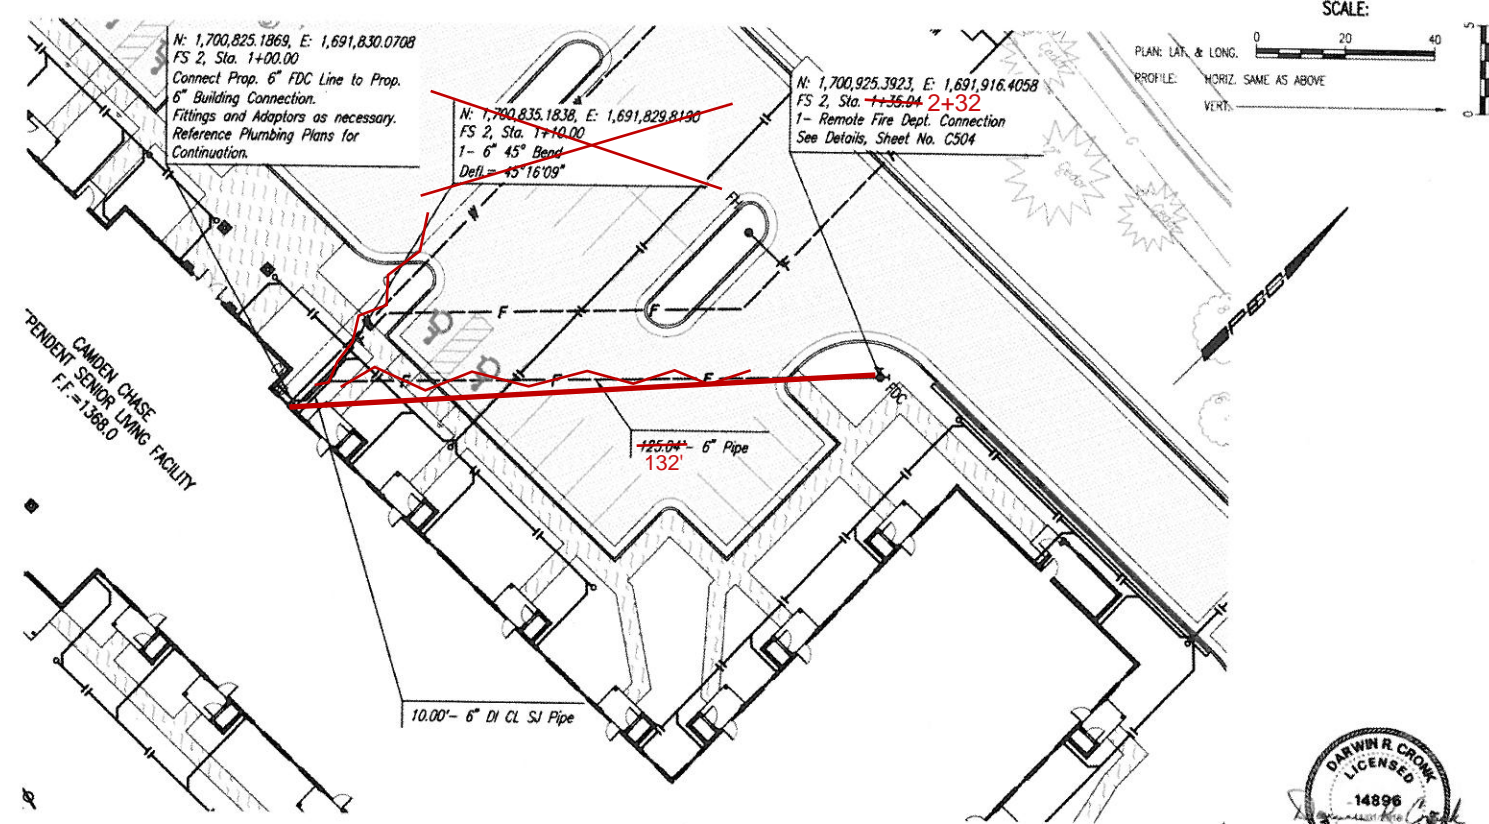 SCALE:
0 20 40
PLAN: LAT. & LONG.
PROFILE: HORIZ. SAME AS ABOVE
VERT.
5
0
N: 1,700,825.1869, E: 1,691,830.0708
FS 2, Sta. 1+00.00
Connect Prop. 6" FDC Line to Prop.
6" Building Connection.
Fittings and Adaptors as necessary.
Reference Plumbing Plans for
Continuation.
N: 1,700,835.1838, E: 1,691,829.8190
FS 2, Sta. 1+10.00
1- 6" 45° Bend
Defl.= 45°16'09"
N: 1,700,925.3923, E: 1,691,916.4058
FS 2, Sta. 1+35.04 2+32
1- Remote Fire Dept. Connection
See Details, Sheet No. C504
Cedar
Cedar
Cedar
G
FH
W
F
F
F
F
F
FDC
CAMDEN CHASE
PENDENT SENIOR LIVING FACILITY
F.F.=1368.0
125.04'- 6" Pipe
132'
10.00'- 6" DI CL SJ Pipe
DARWIN R. CRONK
LICENSED
14896